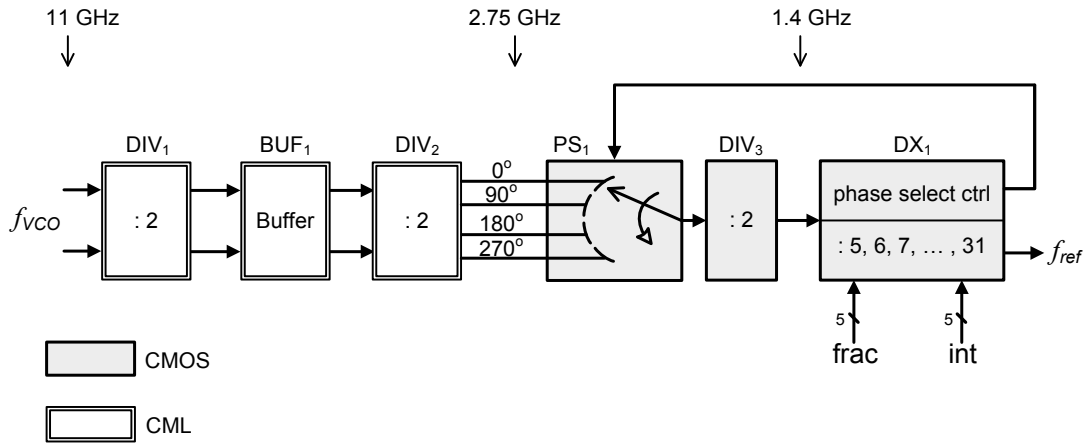 11 GHz
2.75 GHz
1.4 GHz
DIV₁
BUF₁
DIV₂
PS₁
DIV₃
DX₁
fVCO
: 2
Buffer
: 2
0°
90°
180°
270°
: 2
phase select ctrl
: 5, 6, 7, … , 31
fref
5
5
frac
int
CMOS
CML